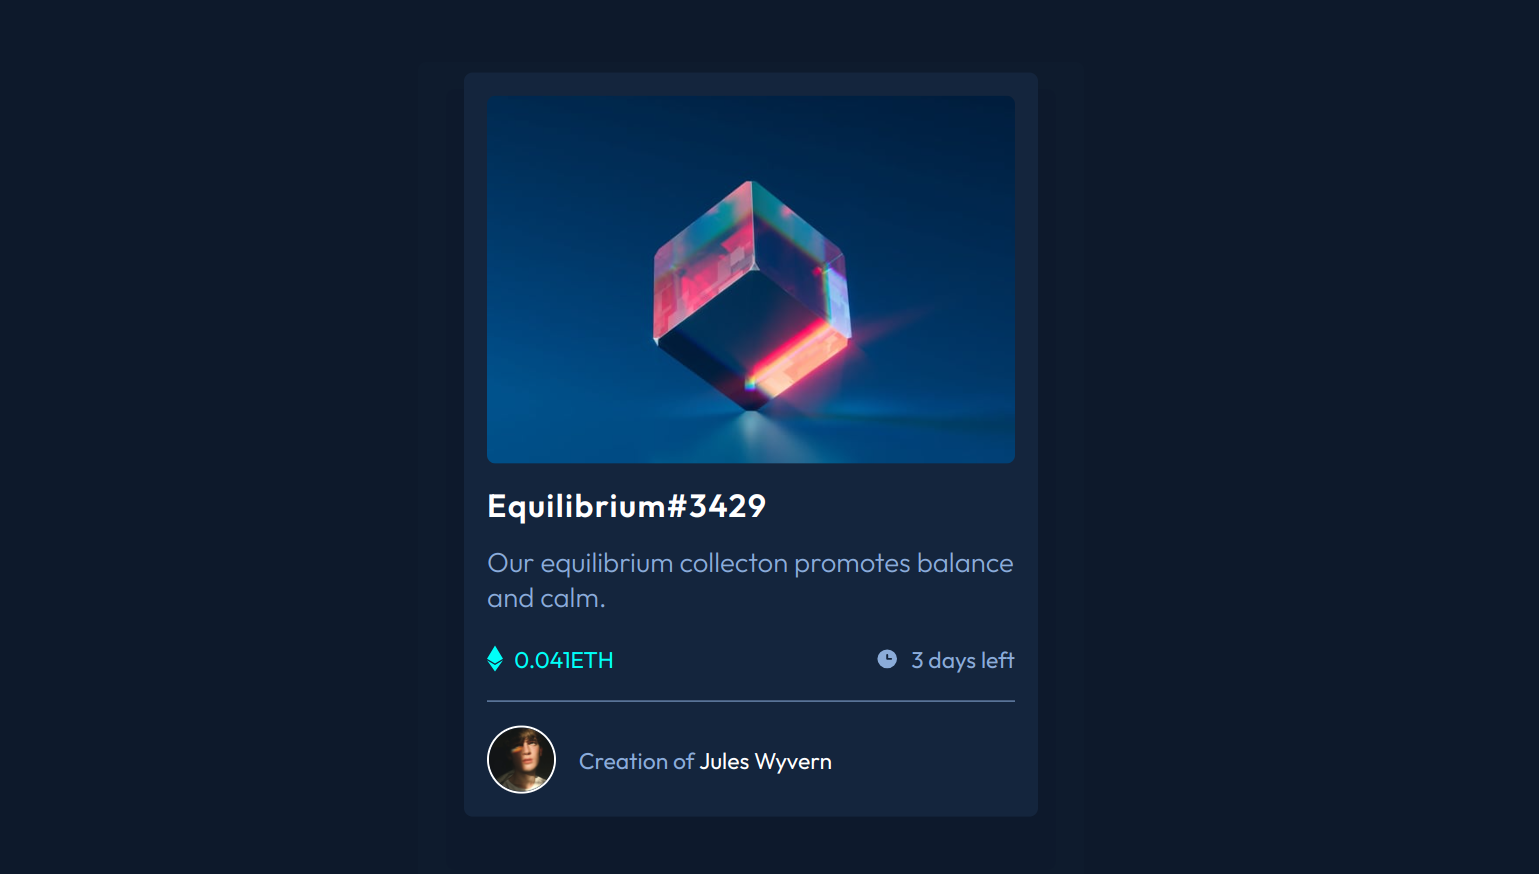 Equilibrium#3429
Our equilibrium collecton promotes balance
and calm.
0.041ETH
3 days left
Creation of Jules Wyvern